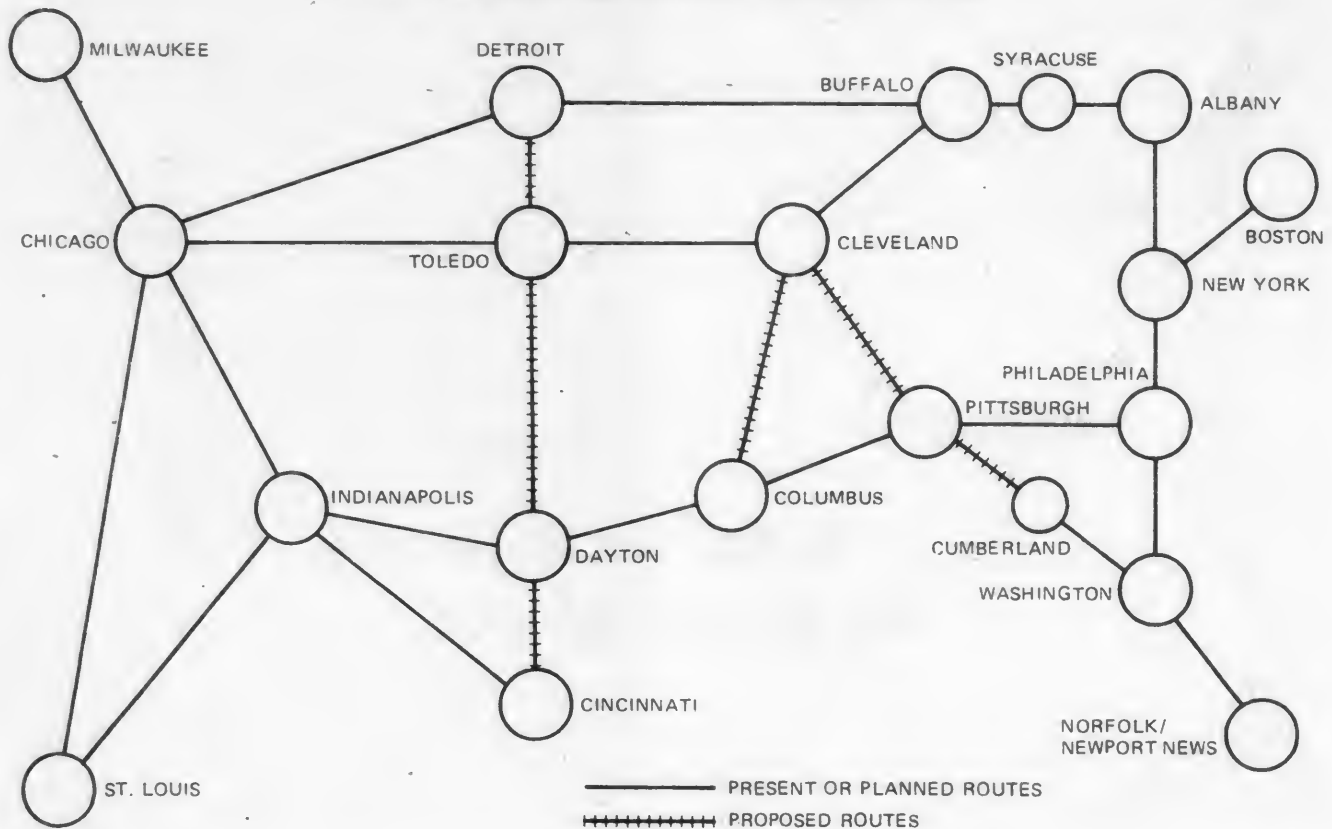 MILWAUKEE
DETROIT
SYRACUSE
BUFFALO
ALBANY
CHICAGO
TOLEDO
CLEVELAND
BOSTON
NEW YORK
PHILADELPHIA
PITTSBURGH
INDIANAPOLIS
COLUMBUS
DAYTON
CUMBERLAND
WASHINGTON
CINCINNATI
NORFOLK/
NEWPORT NEWS
ST. LOUIS
PRESENT OR PLANNED ROUTES
PROPOSED ROUTES